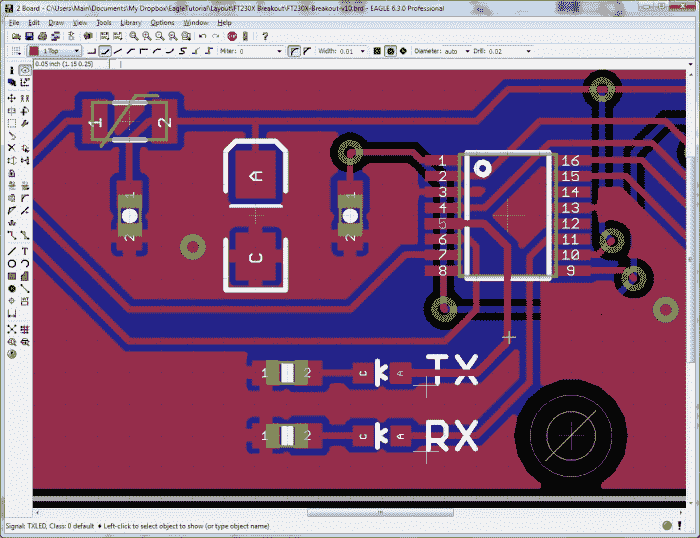 2 Board - C:\Users\Main\Documents\My Dropbox\EagleTutorial\Layout\FT230X Breakout\FT230X-Breakout-v10.brd - EAGLE 6.3.0 Professional
File Edit Draw View Tools Library Options Window Help
1 Top Miter: 0 Width: 0.01 Diameter: auto Drill: 0.02
0.05 inch (1.15 0.25)
1 2
A
1 16
2 15
1 1 3 14
4 13
5 12
2 2 6 11
C 7 10
8 9
1 2 C k A TX
1 2 C k A RX
Signal: TXLED, Class: 0 default ♦ Left-click to select object to show (or type object name)